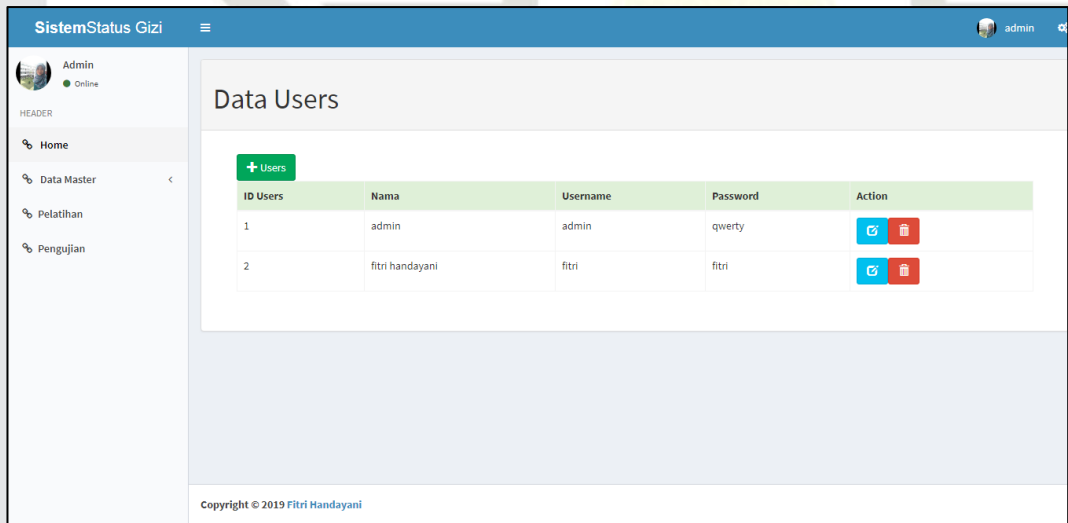 SistemStatus Gizi
admin
Admin
Online
HEADER
Home
Data Master
Pelatihan
Pengujian
Data Users
+ Users
ID Users Nama Username Password Action
1 admin admin qwerty
2 fitri handayani fitri fitri
Copyright © 2019 Fitri Handayani